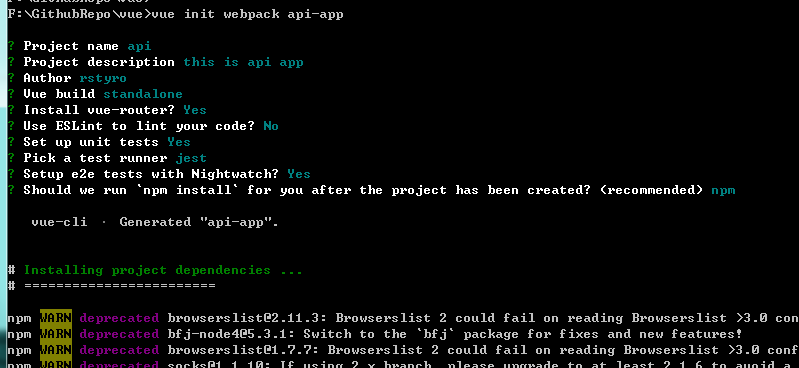 F:\GithubRepo\vue>vue init webpack api-app
? Project name api
? Project description this is api app
? Author rstyro
? Vue build standalone
? Install vue-router? Yes
? Use ESLint to lint your code? No
? Set up unit tests Yes
? Pick a test runner jest
? Setup e2e tests with Nightwatch? Yes
? Should we run `npm install` for you after the project has been created? (recommended) npm
vue-cli · Generated "api-app".
# Installing project dependencies ...
# ========================
npm WARN deprecated browserslist@2.11.3: Browserslist 2 could fail on reading Browserslist >3.0 con
npm WARN deprecated bfj-node4@5.3.1: Switch to the `bfj` package for fixes and new features!
npm WARN deprecated browserslist@1.7.7: Browserslist 2 could fail on reading Browserslist >3.0 conf
npm WARN deprecated socks@1.1.10: If using 2.x branch, please upgrade to at least 2.1.6 to avoid a